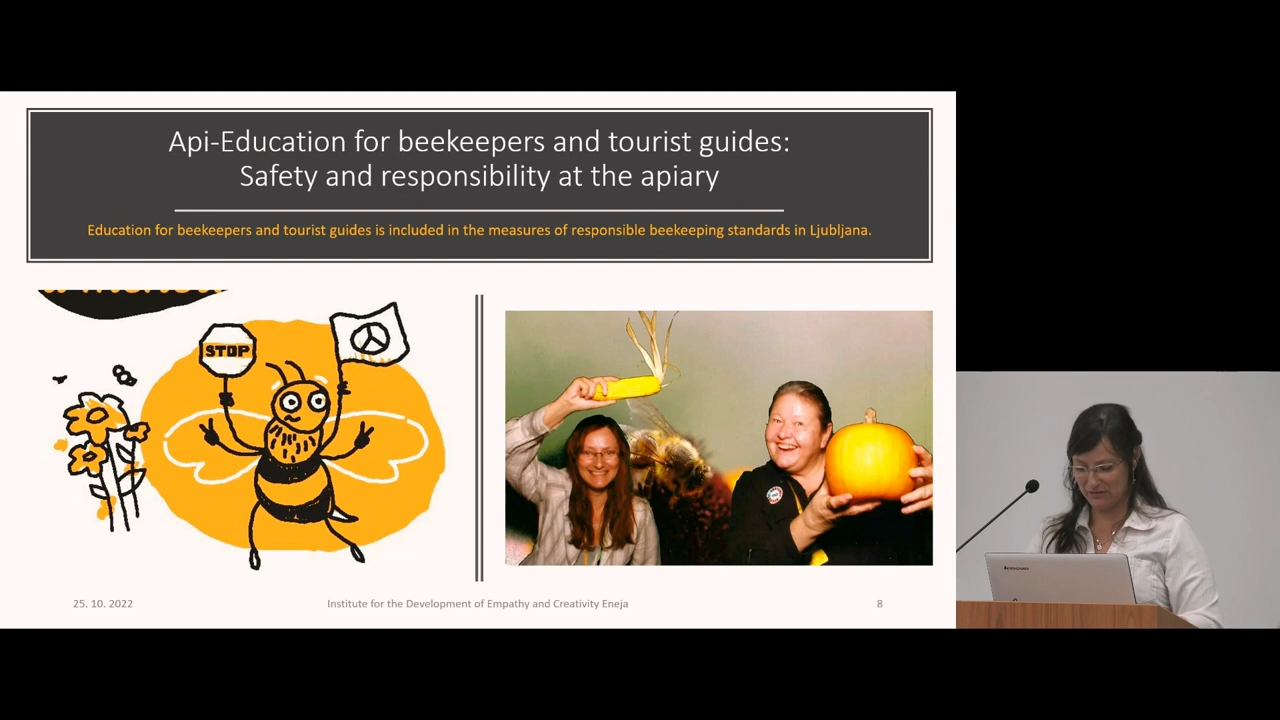 Api-Education for beekeepers and tourist guides:
Safety and responsibility at the apiary
Education for beekeepers and tourist guides is included in the measures of responsible beekeeping standards in Ljubljana.
STOP
25. 10. 2022
Institute for the Development of Empathy and Creativity Eneja
8
lenovo